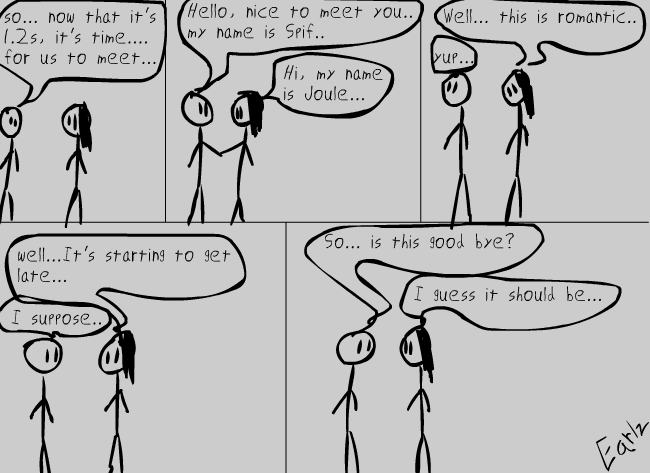 so... now that it's
1.2s, it's time....
for us to meet...
Hello, nice to meet you..
my name is Spif..
Hi, my name
is Joule...
Well... this is romantic..
yup...
well...It's starting to get
late...
I suppose..
So... is this good bye?
I guess it should be...
Earlz